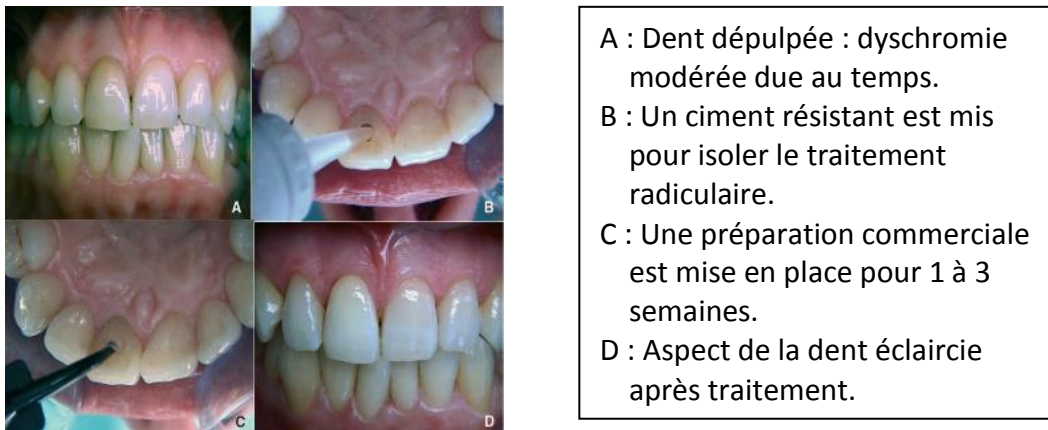 A
B
C
D
A : Dent dépulpée : dyschromie
modérée due au temps.
B : Un ciment résistant est mis
pour isoler le traitement
radiculaire.
C : Une préparation commerciale
est mise en place pour 1 à 3
semaines.
D : Aspect de la dent éclaircie
après traitement.